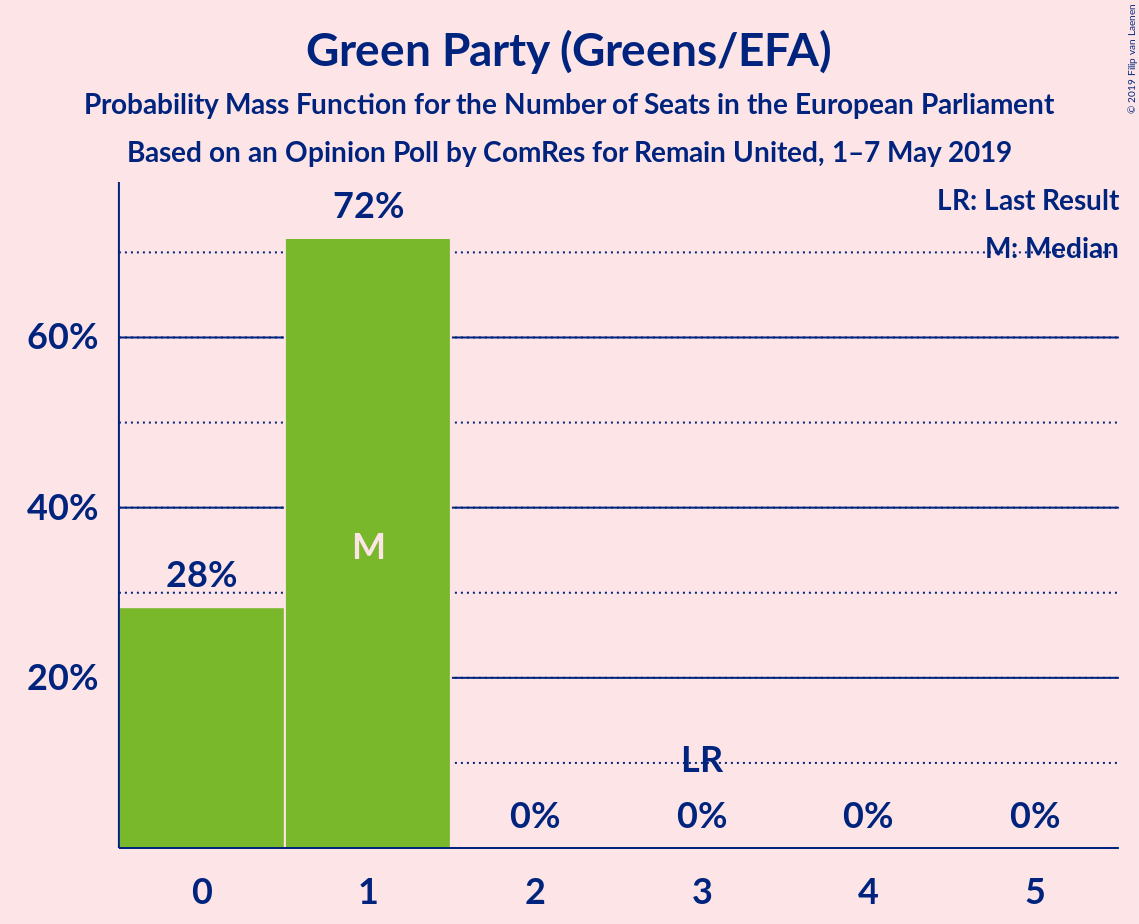 Green Party (Greens/EFA)
Probability Mass Function for the Number of Seats in the European Parliament
Based on an Opinion Poll by ComRes for Remain United, 1–7 May 2019
© 2019 Filip van Laenen
LR: Last Result
M: Median
72%
60%
40%
28%
M
20%
LR
0%
0%
0%
0%
0
1
2
3
4
5